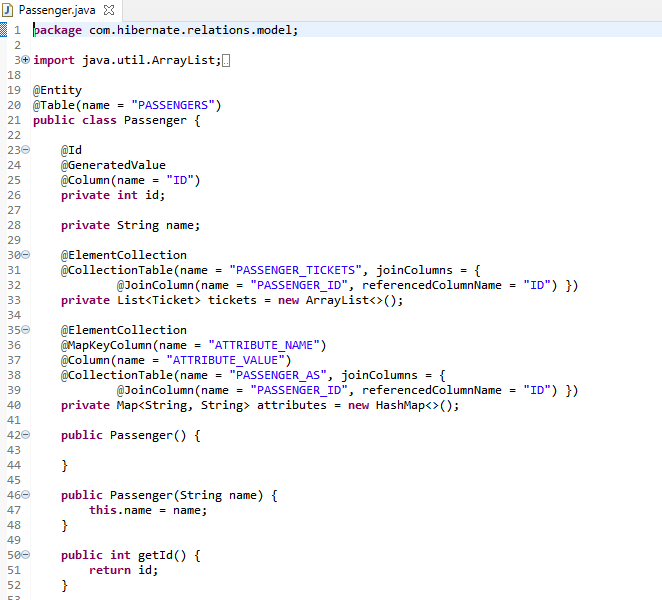 Passenger.java
1 package com.hibernate.relations.model;
2
3 import java.util.ArrayList;
18
19 @Entity
20 @Table(name = "PASSENGERS")
21 public class Passenger {
22
23 @Id
24 @GeneratedValue
25 @Column(name = "ID")
26 private int id;
27
28 private String name;
29
30 @ElementCollection
31 @CollectionTable(name = "PASSENGER_TICKETS", joinColumns = {
32 @JoinColumn(name = "PASSENGER_ID", referencedColumnName = "ID") })
33 private List<Ticket> tickets = new ArrayList<>();
34
35 @ElementCollection
36 @MapKeyColumn(name = "ATTRIBUTE_NAME")
37 @Column(name = "ATTRIBUTE_VALUE")
38 @CollectionTable(name = "PASSENGER_AS", joinColumns = {
39 @JoinColumn(name = "PASSENGER_ID", referencedColumnName = "ID") })
40 private Map<String, String> attributes = new HashMap<>();
41
42 public Passenger() {
43
44 }
45
46 public Passenger(String name) {
47 this.name = name;
48 }
49
50 public int getId() {
51 return id;
52 }
53